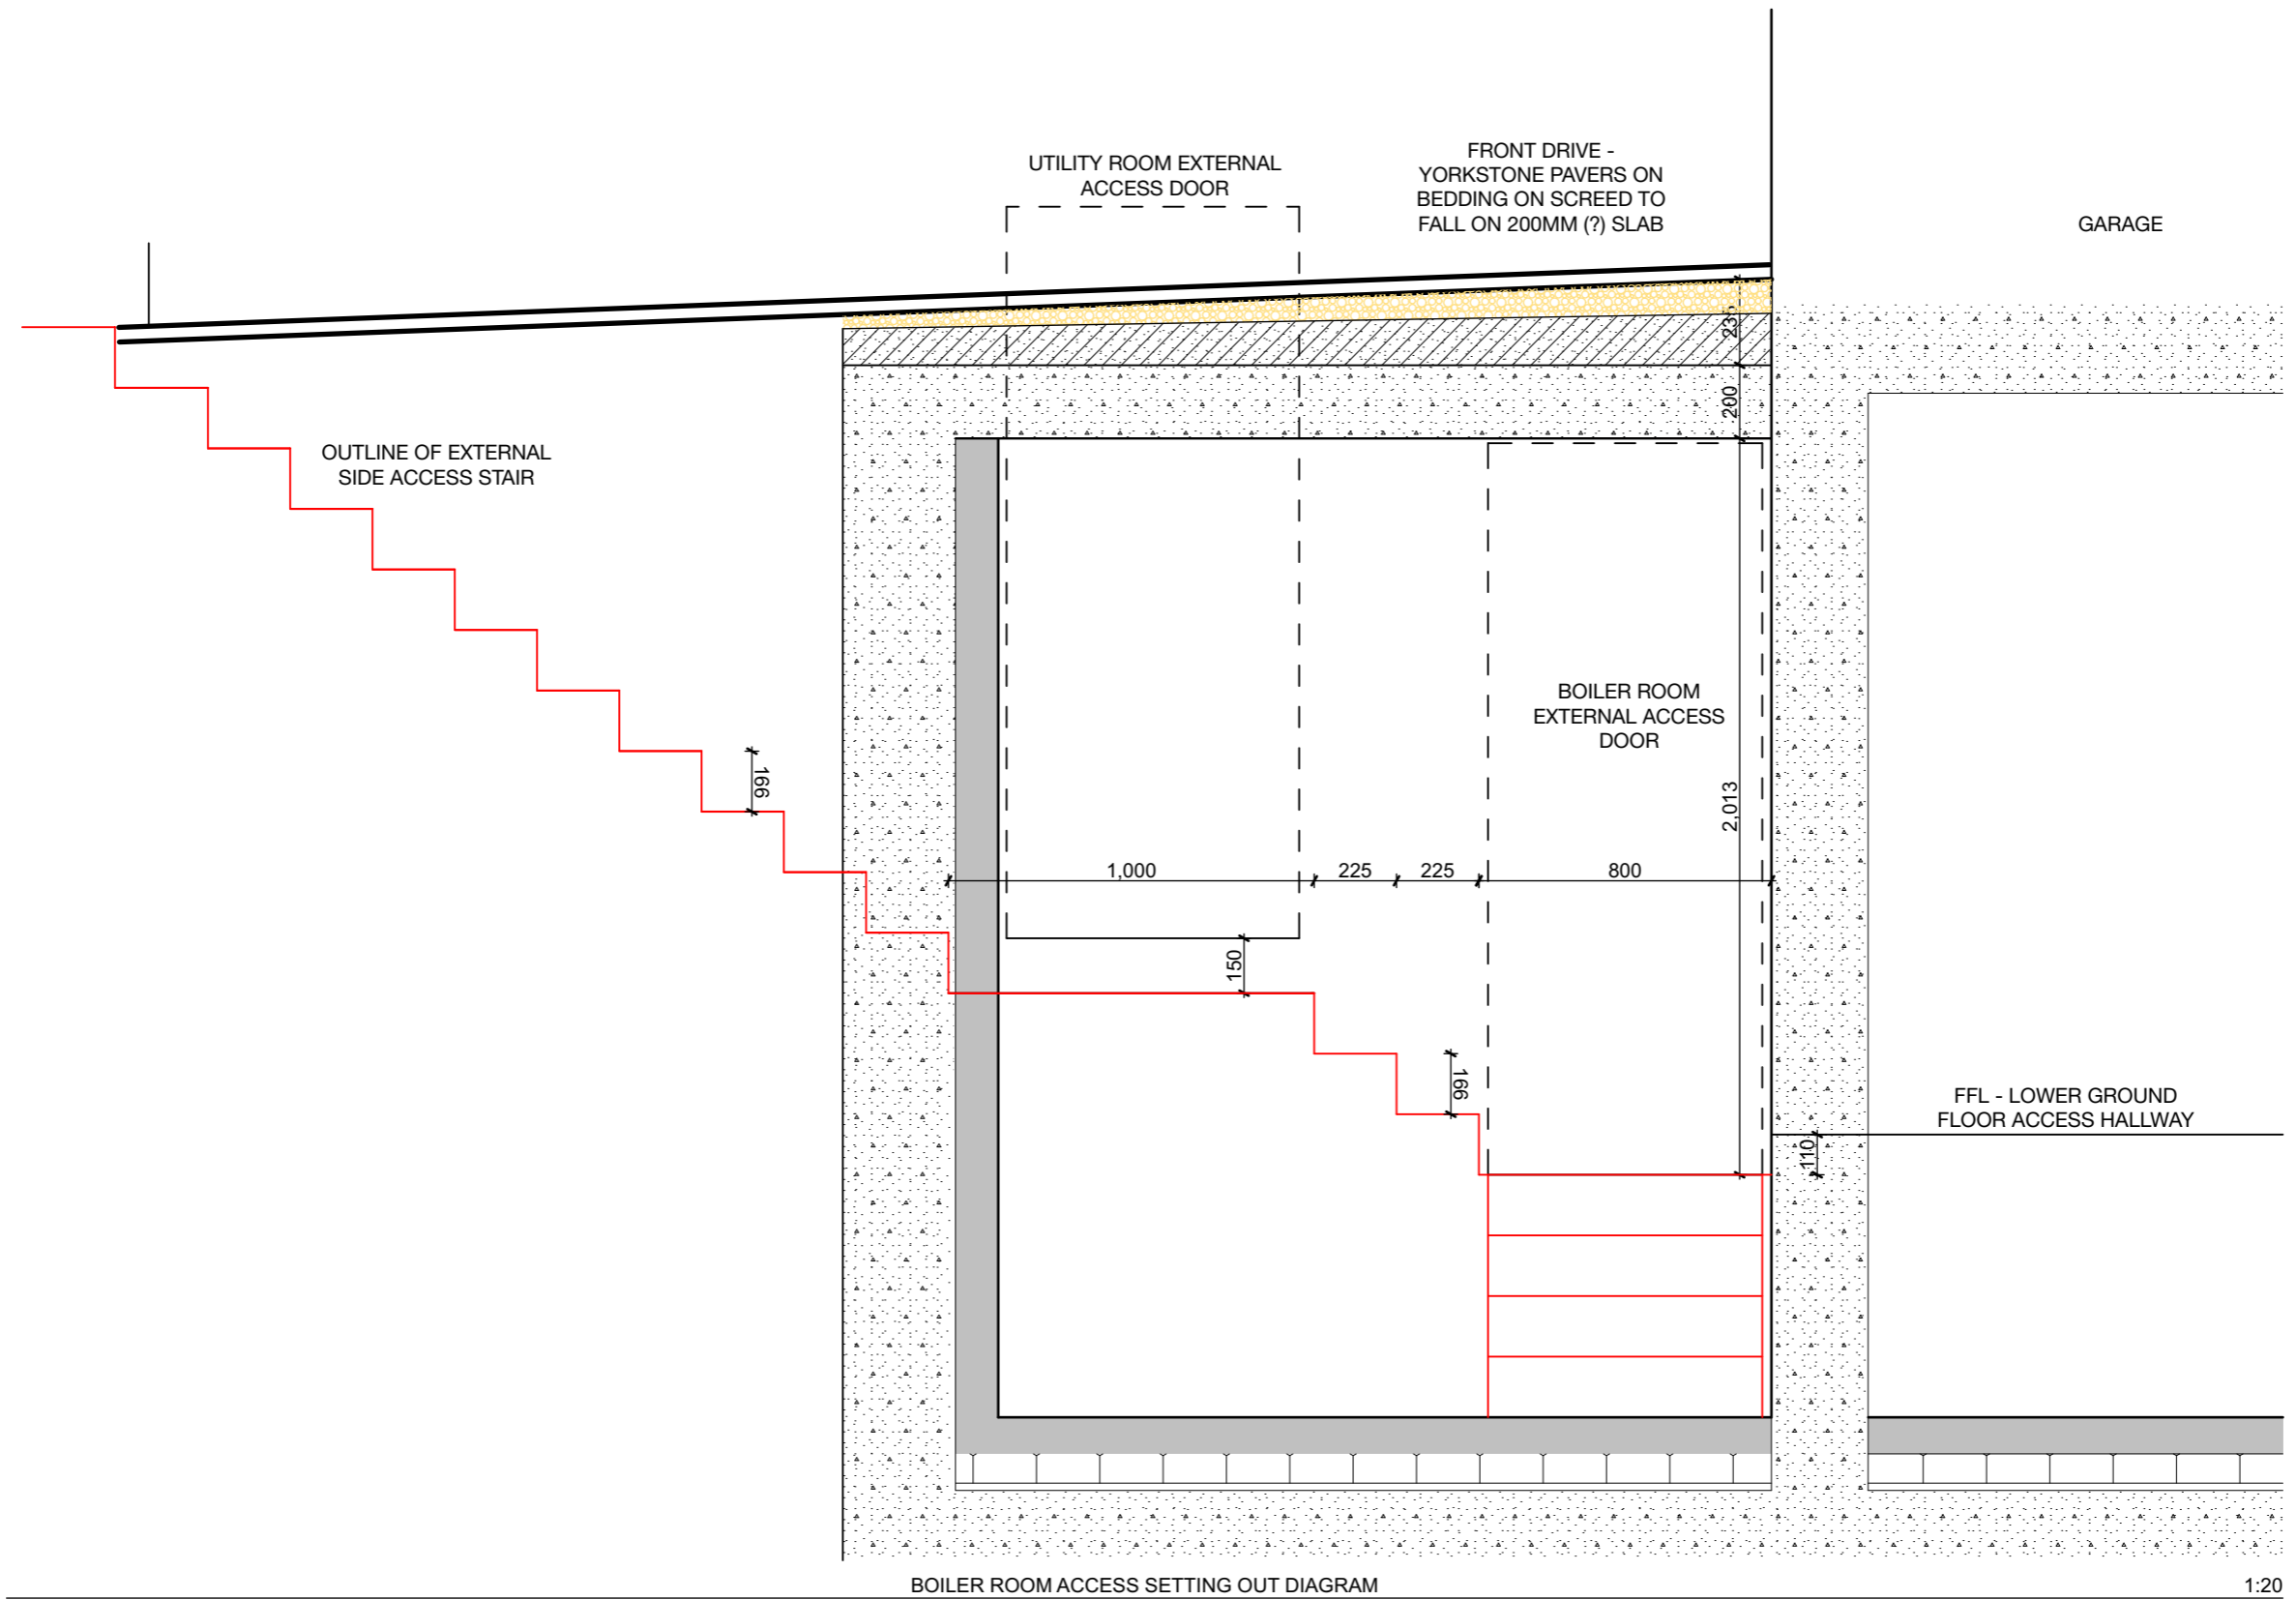 UTILITY ROOM EXTERNAL
ACCESS DOOR
FRONT DRIVE -
YORKSTONE PAVERS ON
BEDDING ON SCREED TO
FALL ON 200MM (?) SLAB
GARAGE
200
OUTLINE OF EXTERNAL
SIDE ACCESS STAIR
BOILER ROOM
EXTERNAL ACCESS
DOOR
166
2,013
1,000
225
225
800
150
166
FFL - LOWER GROUND
FLOOR ACCESS HALLWAY
110
BOILER ROOM ACCESS SETTING OUT DIAGRAM
1:20